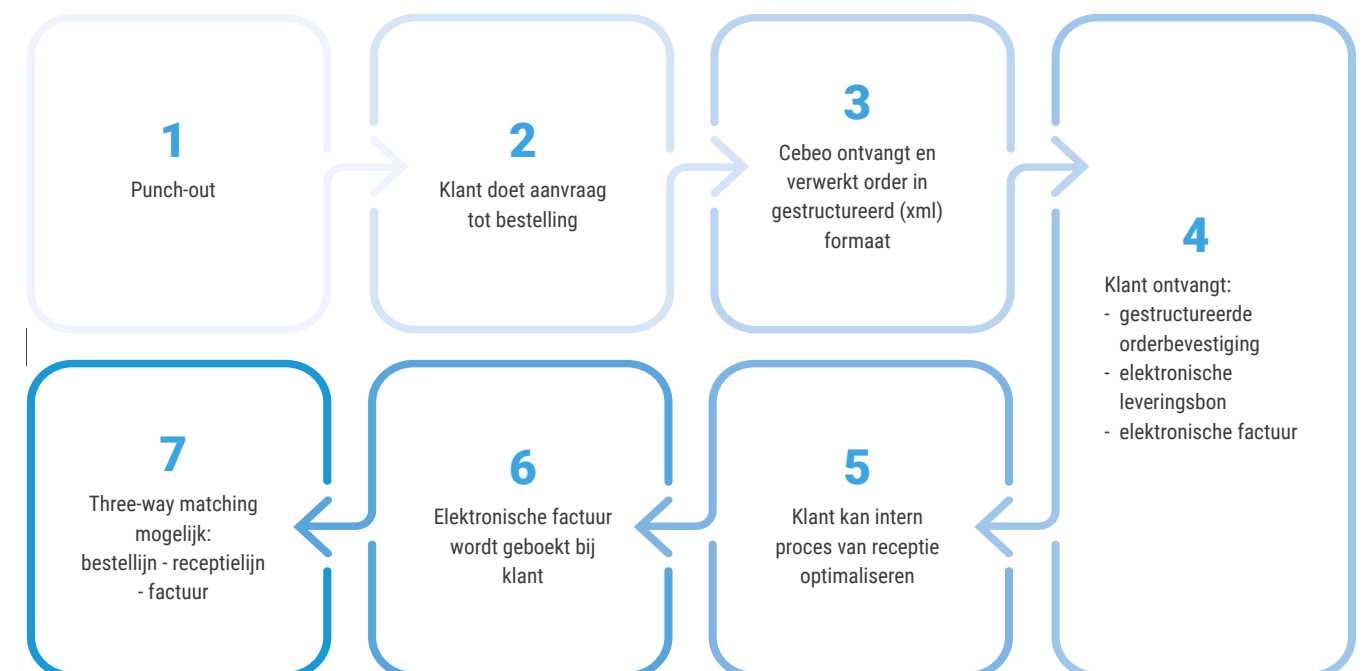 1
Punch-out
2
Klant doet aanvraag
tot bestelling
3
Cebeo ontvangt en
verwerkt order in
gestructureerd (xml)
formaat
4
Klant ontvangt:
- gestructureerde
orderbevestiging
- elektronische
leveringsbon
- elektronische factuur
5
Klant kan intern
proces van receptie
optimaliseren
6
Elektronische factuur
wordt geboekt bij
klant
7
Three-way matching
mogelijk:
bestellijn - receptielijn
- factuur